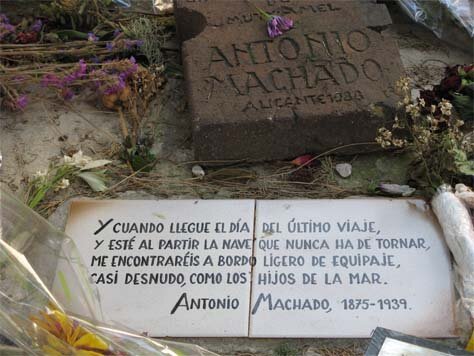 ANTONIO
MACHADO
ALICANTE 1988
Y CUANDO LLEGUE EL DÍA DEL ÚLTIMO VIAJE,
Y ESTÉ AL PARTIR LA NAVE QUE NUNCA HA DE TORNAR,
ME ENCONTRARÉIS A BORDO LIGERO DE EQUIPAJE,
CASI DESNUDO, COMO LOS HIJOS DE LA MAR.
ANTONIO MACHADO, 1875-1939.